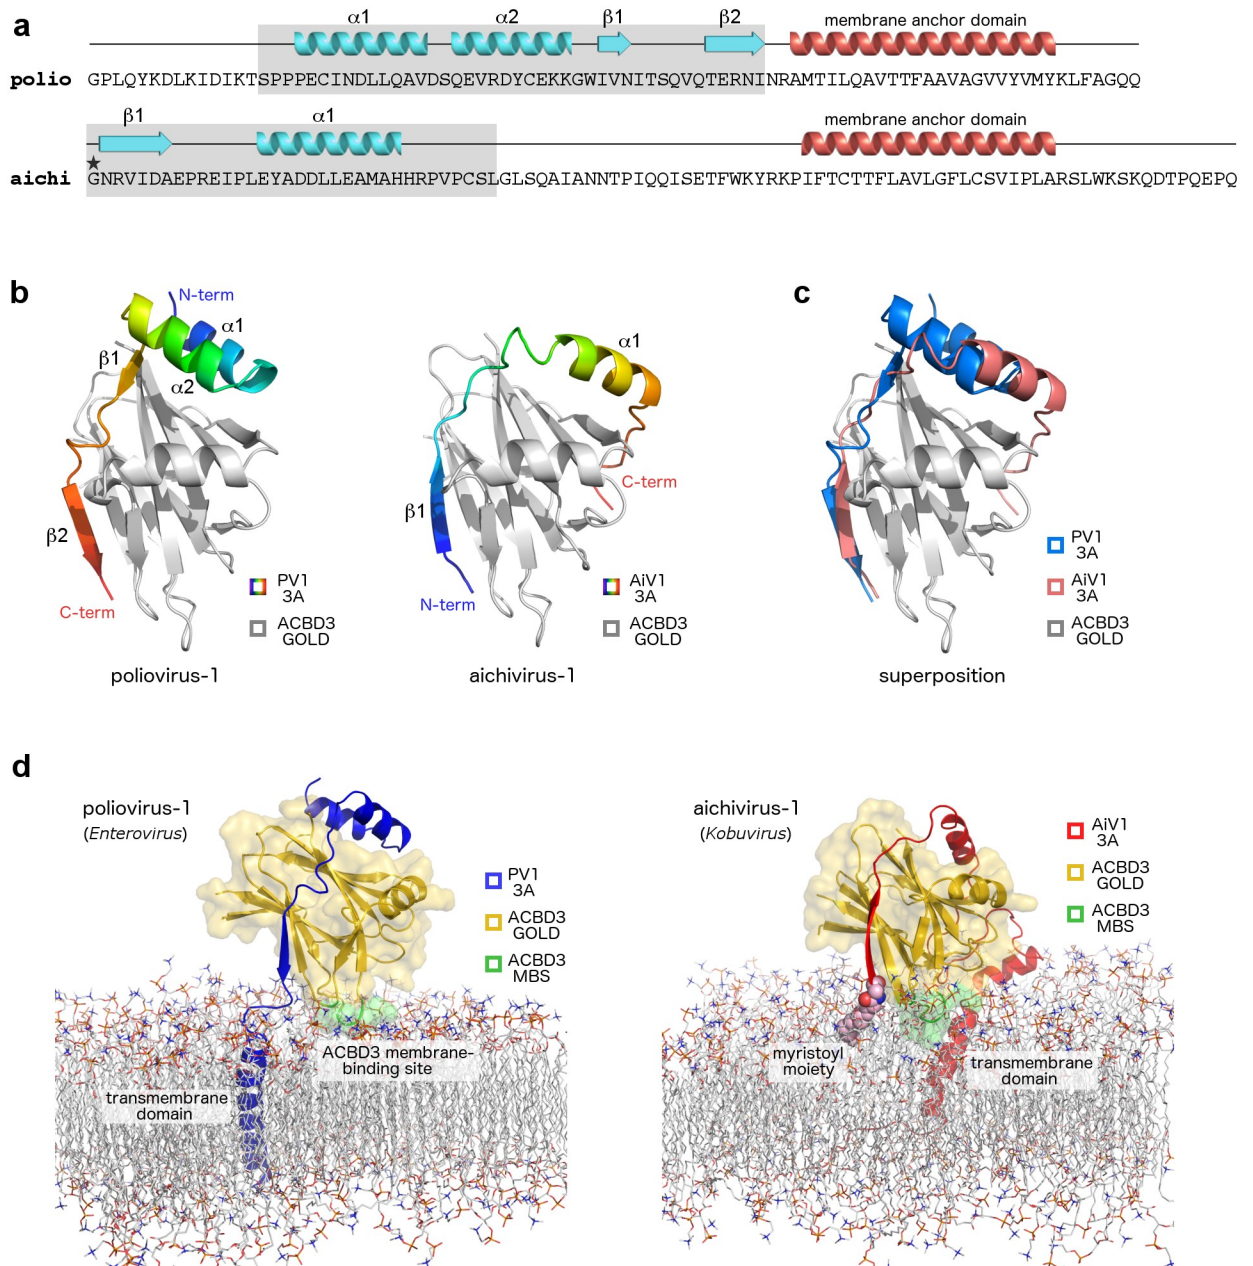 a
α1 α2 β1 β2 membrane anchor domain
polio GPLQYKDLKIDIKTSPPPECINDLLQAVDSQEVRDYCEKKGWIVNITSQVQTERNINRAMTILQAVTTFAAVAGVVYVMYKLFAGQQ
β1 α1 membrane anchor domain
★
aichi GNRVIDAEPREIPLEYADDLLEAMAHHRPVPCSLGLSQAIANNTPIQQISETFWKYRKPIFTCTTFLAVLGFLCSVIPLARSLWKSKQDTPQEPQ
b
N-term
α1
β1
α2
β2
C-term
PV1
3A
ACBD3
GOLD
poliovirus-1
α1
C-term
β1
N-term
AiV1
3A
ACBD3
GOLD
aichivirus-1
c
PV1
3A
AiV1
3A
ACBD3
GOLD
superposition
d
poliovirus-1
(Enterovirus)
PV1
3A
ACBD3
GOLD
ACBD3
MBS
ACBD3 membrane-
binding site
transmembrane
domain
aichivirus-1
(Kobuvirus)
AiV1
3A
ACBD3
GOLD
ACBD3
MBS
myristoyl
moiety
transmembrane
domain